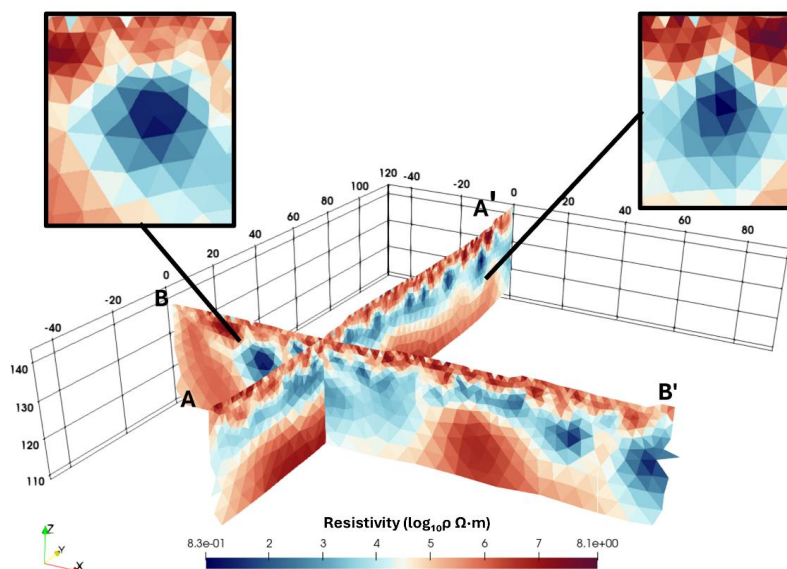 120 -40 -20 0 20 40 60 80
100
80
60
40
20
0
-20
-40
A'
B
A
B'
140
130
120
110
Resistivity (log₁₀ρ Ω·m)
8.3e-01 2 3 4 5 6 7 8.1e+00
Z
Y
X